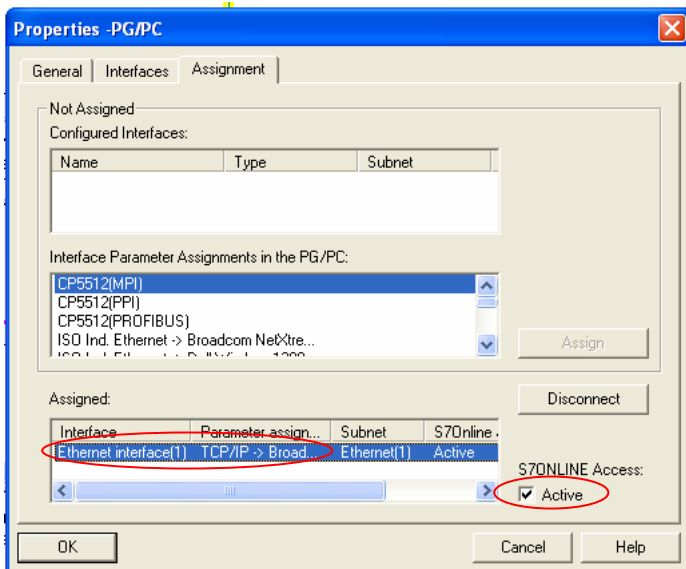 Properties -PG/PC
General Interfaces Assignment
Not Assigned
Configured Interfaces:
Name Type Subnet
Interface Parameter Assignments in the PG/PC:
CP5512(MPI)
CP5512(PPI)
CP5512(PROFIBUS)
ISO Ind. Ethernet -> Broadcom NetXtre...
Assign
Assigned:
Disconnect
Interface Parameter assign... Subnet S7Online
Ethernet interface(1) TCP/IP -> Broad... Ethernet(1) Active
S7ONLINE Access:
Active
OK Cancel Help